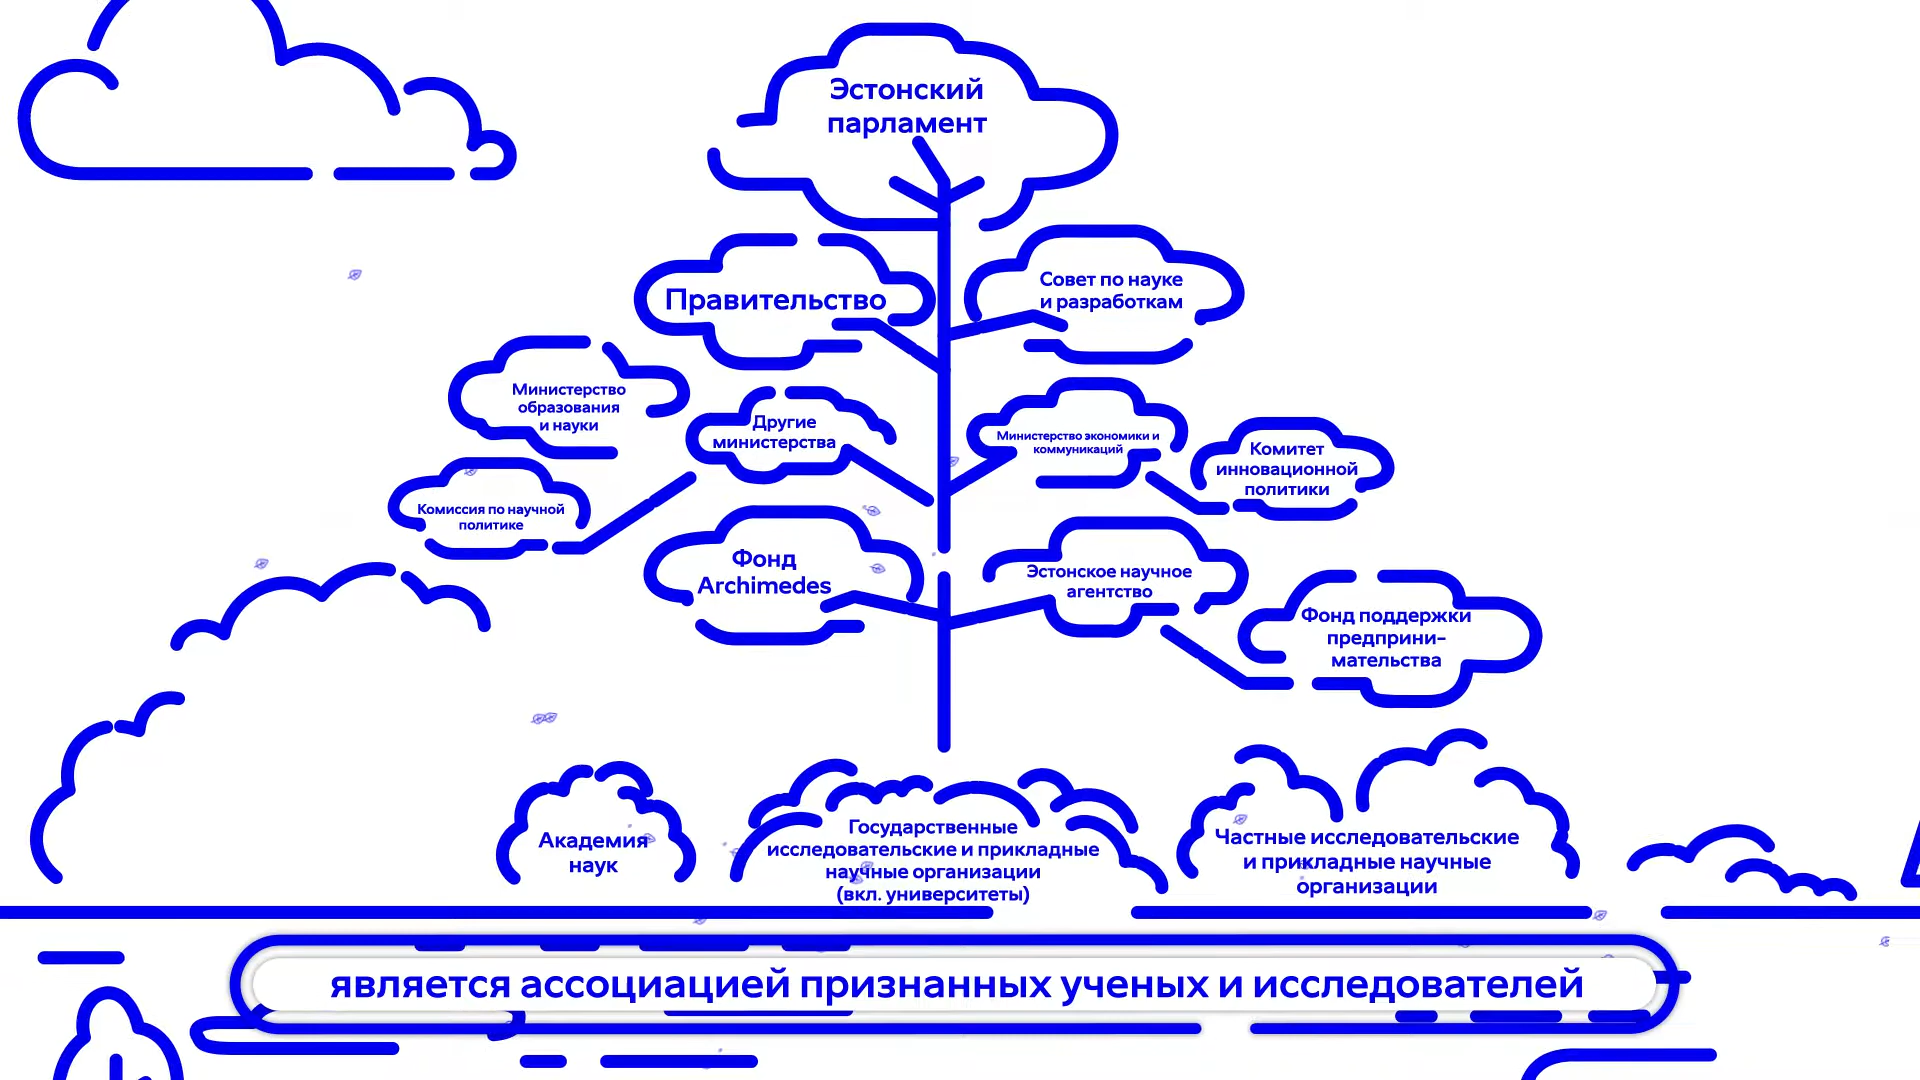 Эстонский
парламент
Правительство
Совет по науке
и разработкам
Министерство
образования
и науки
Другие
министерства
Министерство экономики и
коммуникаций
Комитет
инновационной
политики
Комиссия по научной
политике
Фонд
Archimedes
Эстонское научное
агентство
Фонд поддержки
предприни-
мательства
Академия
наук
Государственные
исследовательские и прикладные
научные организации
(вкл. университеты)
Частные исследовательские
и прикладные научные
организации
является ассоциацией признанных ученых и исследователей